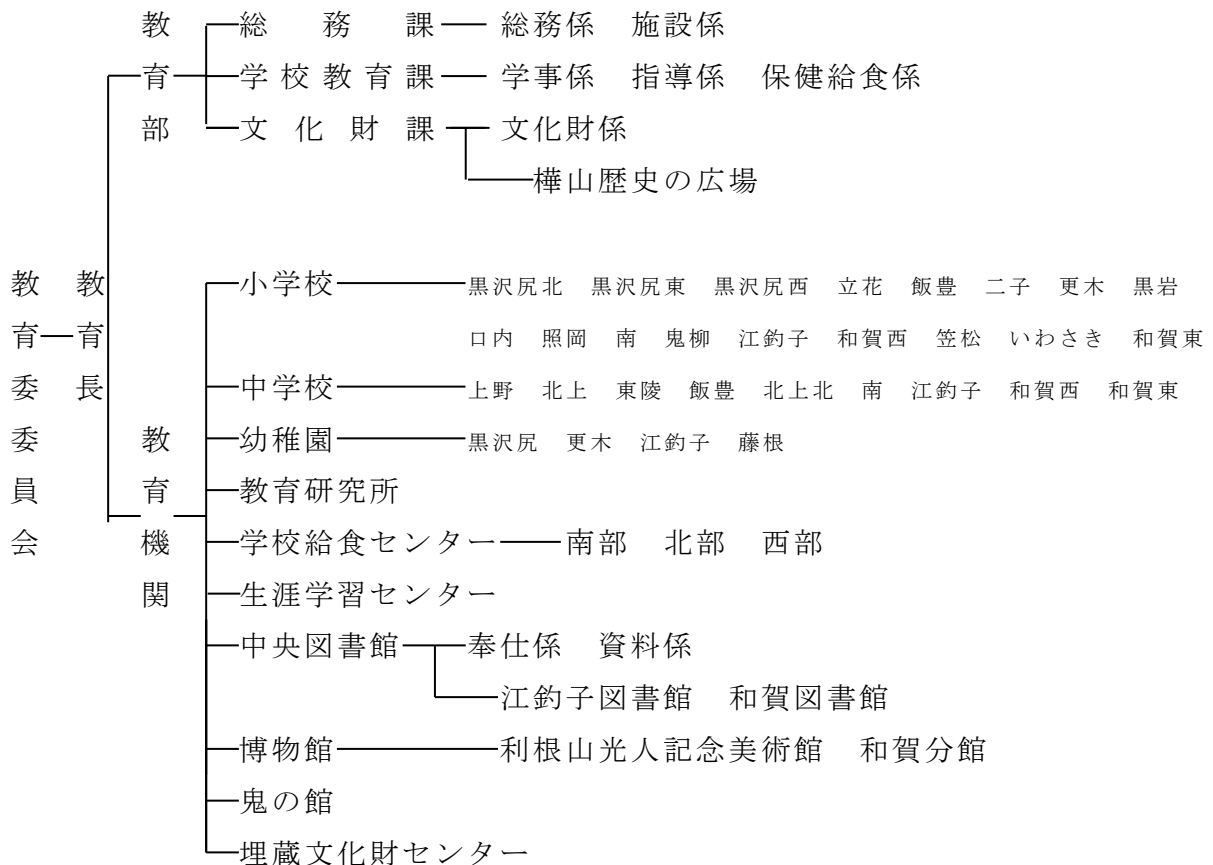 教育委員会
教育長
教育部
総務課 総務係 施設係
学校教育課 学事係 指導係 保健給食係
文化財課 文化財係
樺山歴史の広場
教育機関
小学校 黒沢尻北 黒沢尻東 黒沢尻西 立花 飯豊 二子 更木 黒岩
口内 照岡 南 鬼柳 江釣子 和賀西 笠松 いわさき 和賀東
中学校 上野 北上 東陵 飯豊 北上北 南 江釣子 和賀西 和賀東
幼稚園 黒沢尻 更木 江釣子 藤根
教育研究所
学校給食センター 南部 北部 西部
生涯学習センター
中央図書館 奉仕係 資料係
江釣子図書館 和賀図書館
博物館 利根山光人記念美術館 和賀分館
鬼の館
埋蔵文化財センター